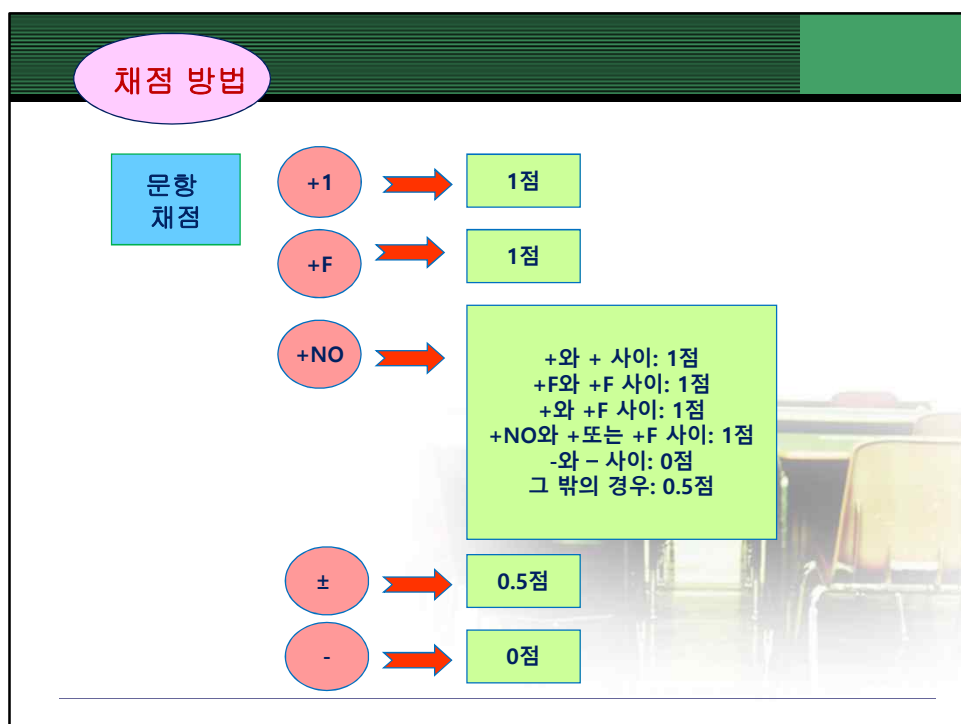 채점 방법
문항
채점
+1
1점
+F
1점
+NO
+와 + 사이: 1점
+F와 +F 사이: 1점
+와 +F 사이: 1점
+NO와 +또는 +F 사이: 1점
-와 – 사이: 0점
그 밖의 경우: 0.5점
±
0.5점
-
0점